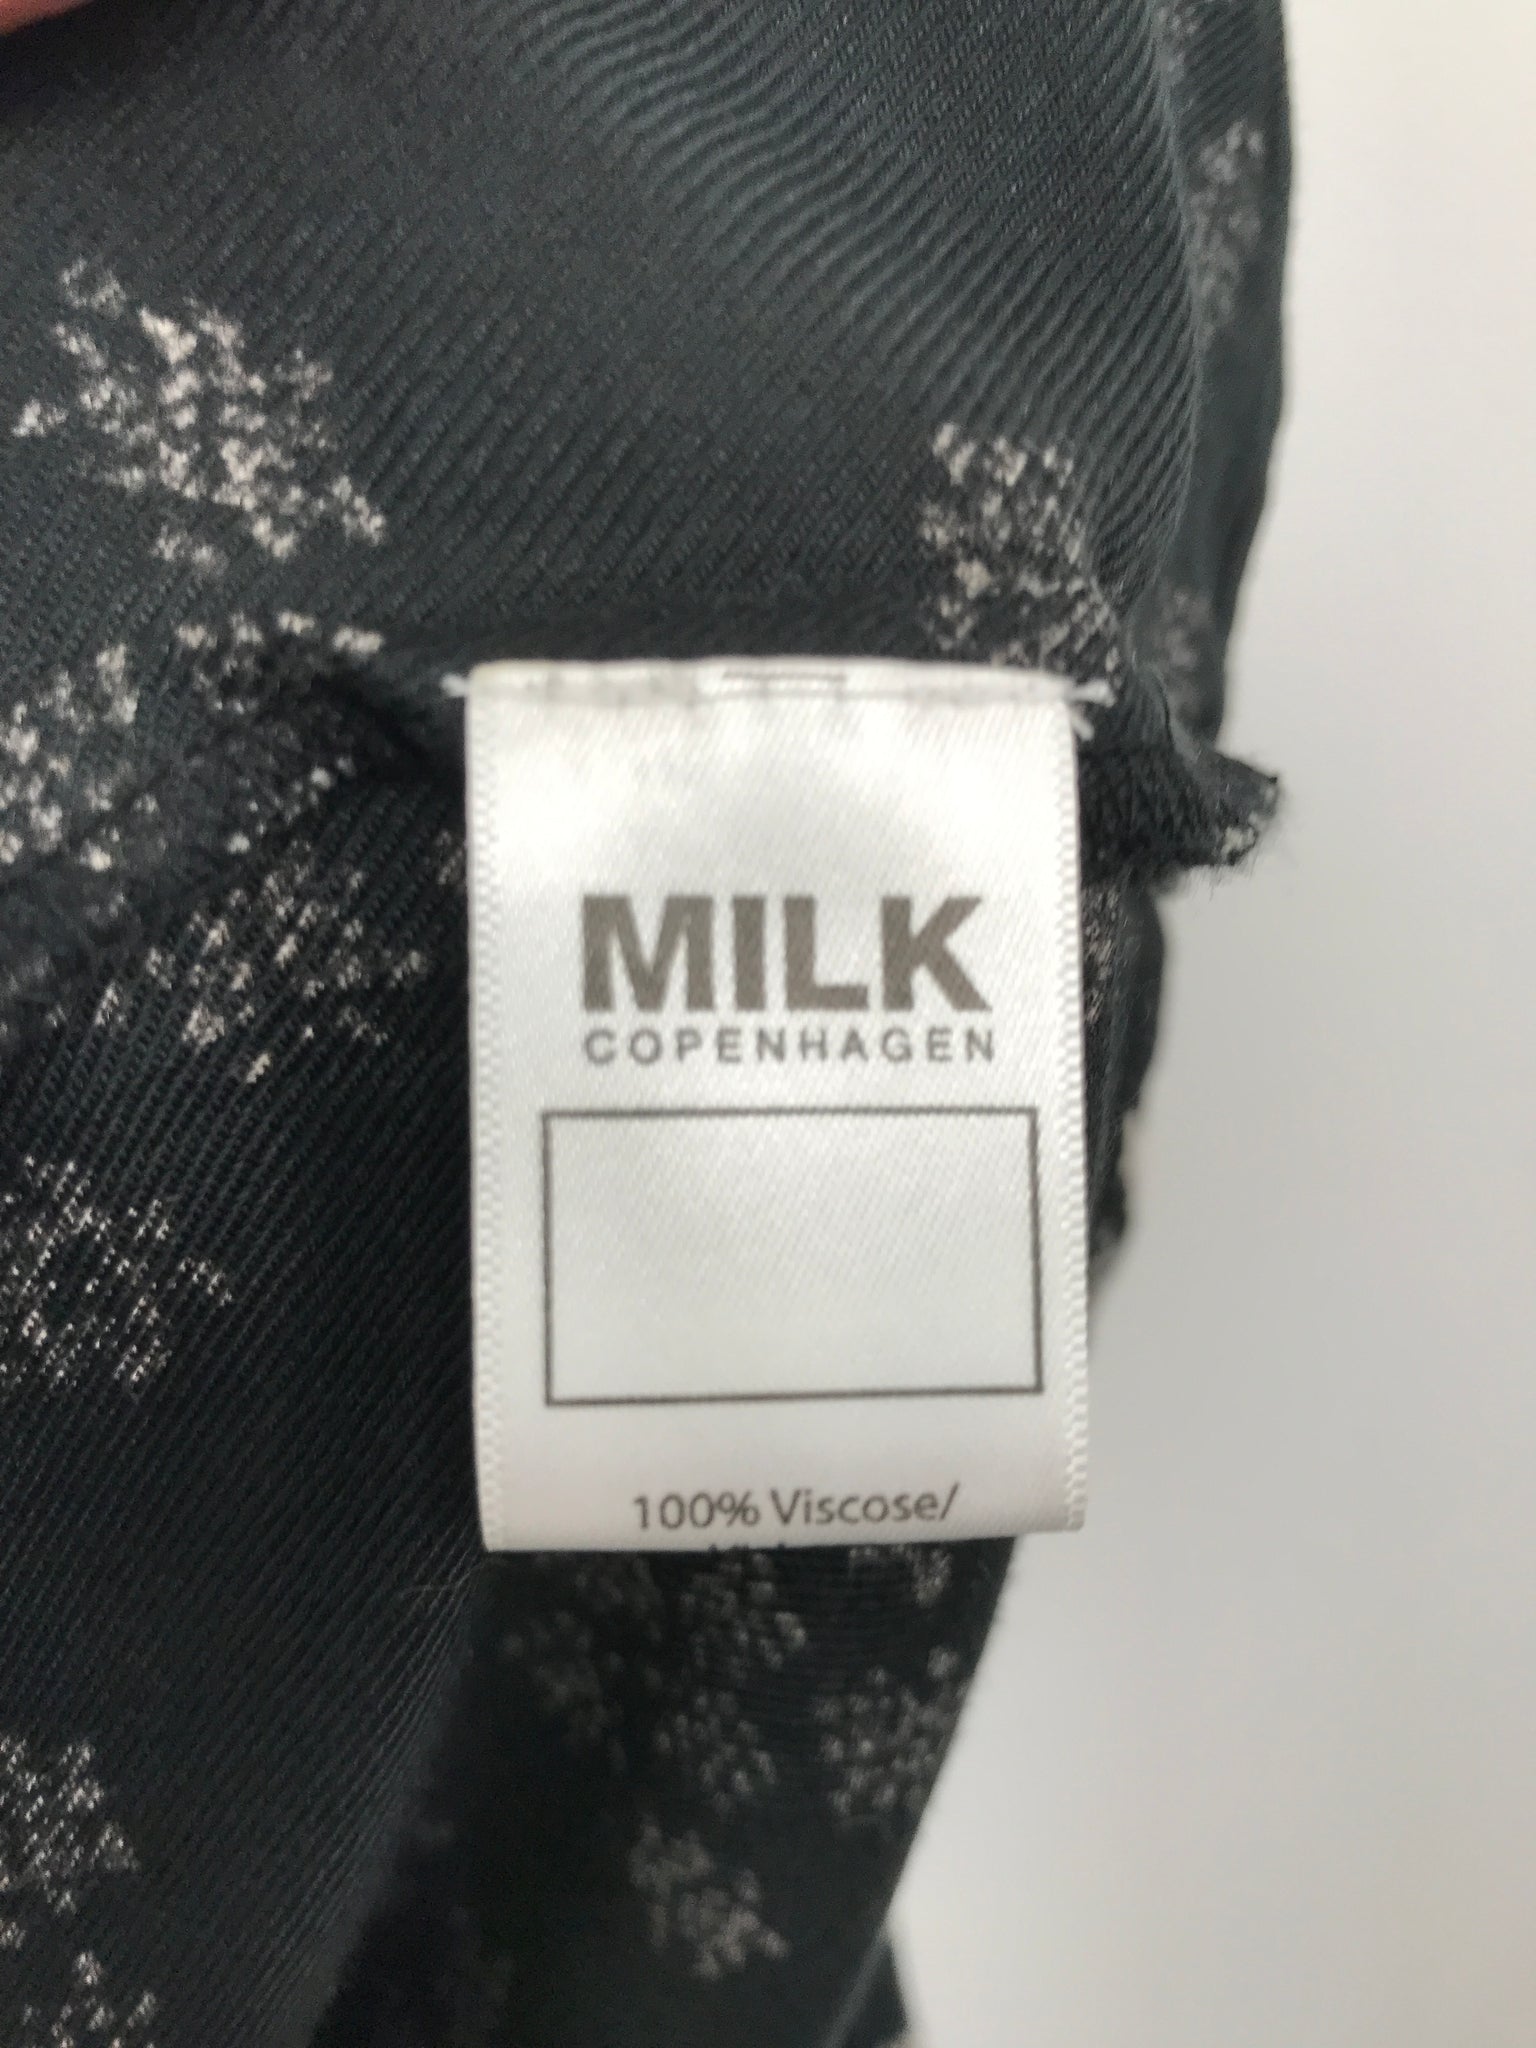 MILK
COPENHAGEN
100% Viscose/